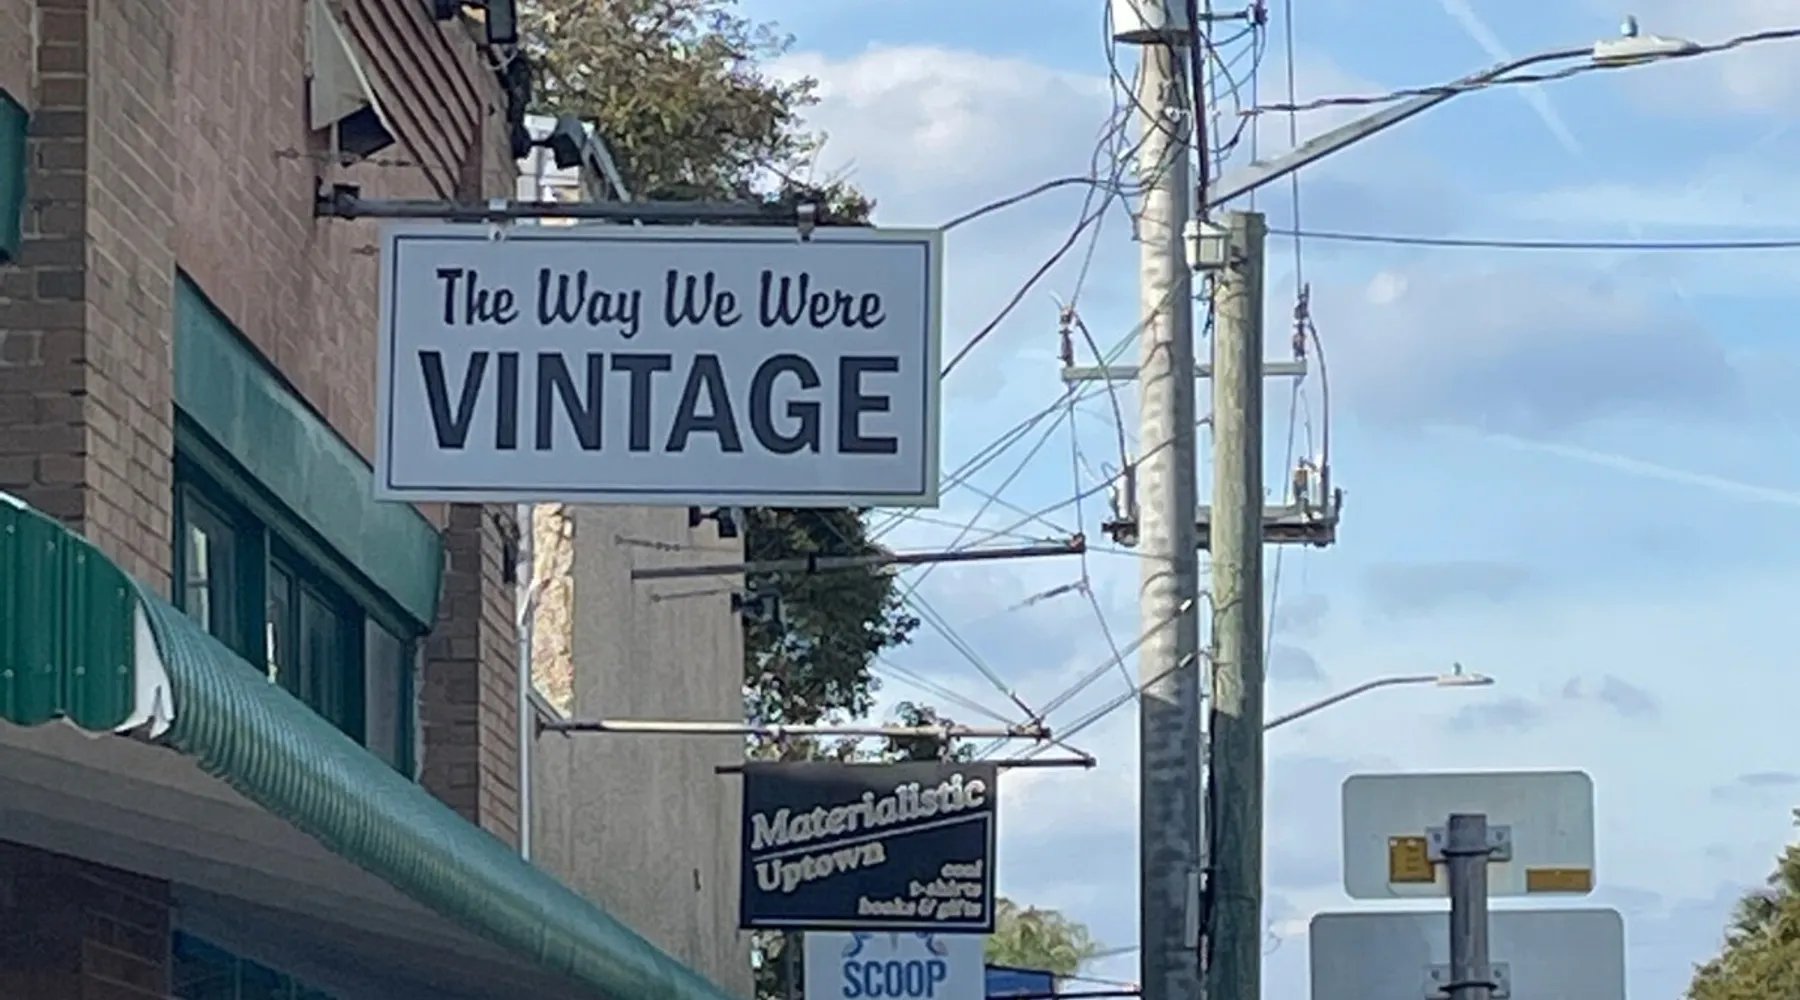 The Way We Were
VINTAGE
Materialistic
Uptown
cool
t-shirts
books & gifts
SCOOP